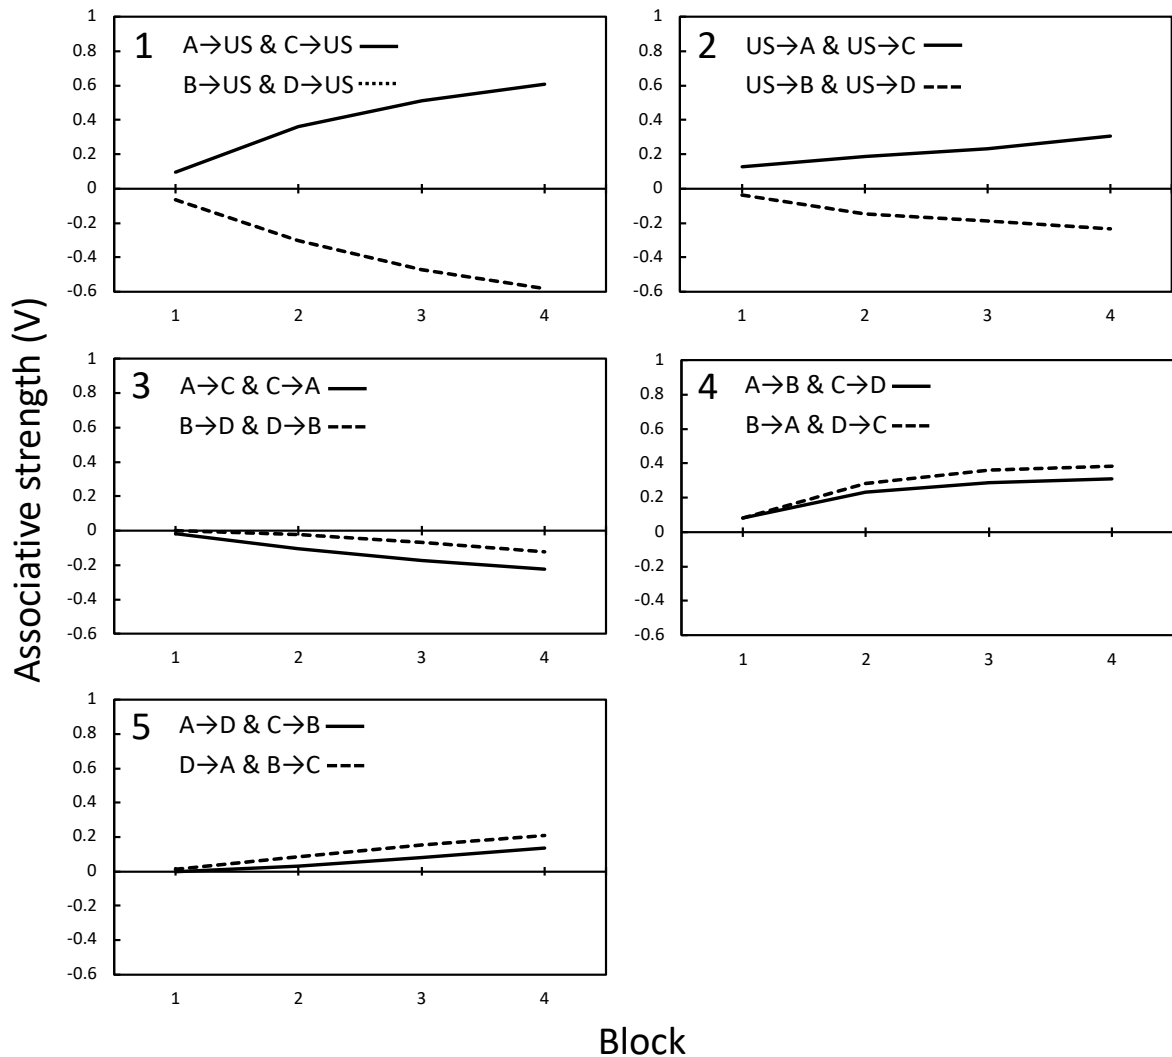 1
A→US & C→US
B→US & D→US
1
0.8
0.6
0.4
0.2
0
-0.2
-0.4
-0.6
1 2 3 4
2
US→A & US→C
US→B & US→D
1
0.8
0.6
0.4
0.2
0
-0.2
-0.4
-0.6
1 2 3 4
Associative strength (V)
3
A→C & C→A
B→D & D→B
1
0.8
0.6
0.4
0.2
0
-0.2
-0.4
-0.6
1 2 3 4
4
A→B & C→D
B→A & D→C
1
0.8
0.6
0.4
0.2
0
-0.2
-0.4
-0.6
1 2 3 4
5
A→D & C→B
D→A & B→C
1
0.8
0.6
0.4
0.2
0
-0.2
-0.4
-0.6
1 2 3 4
Block